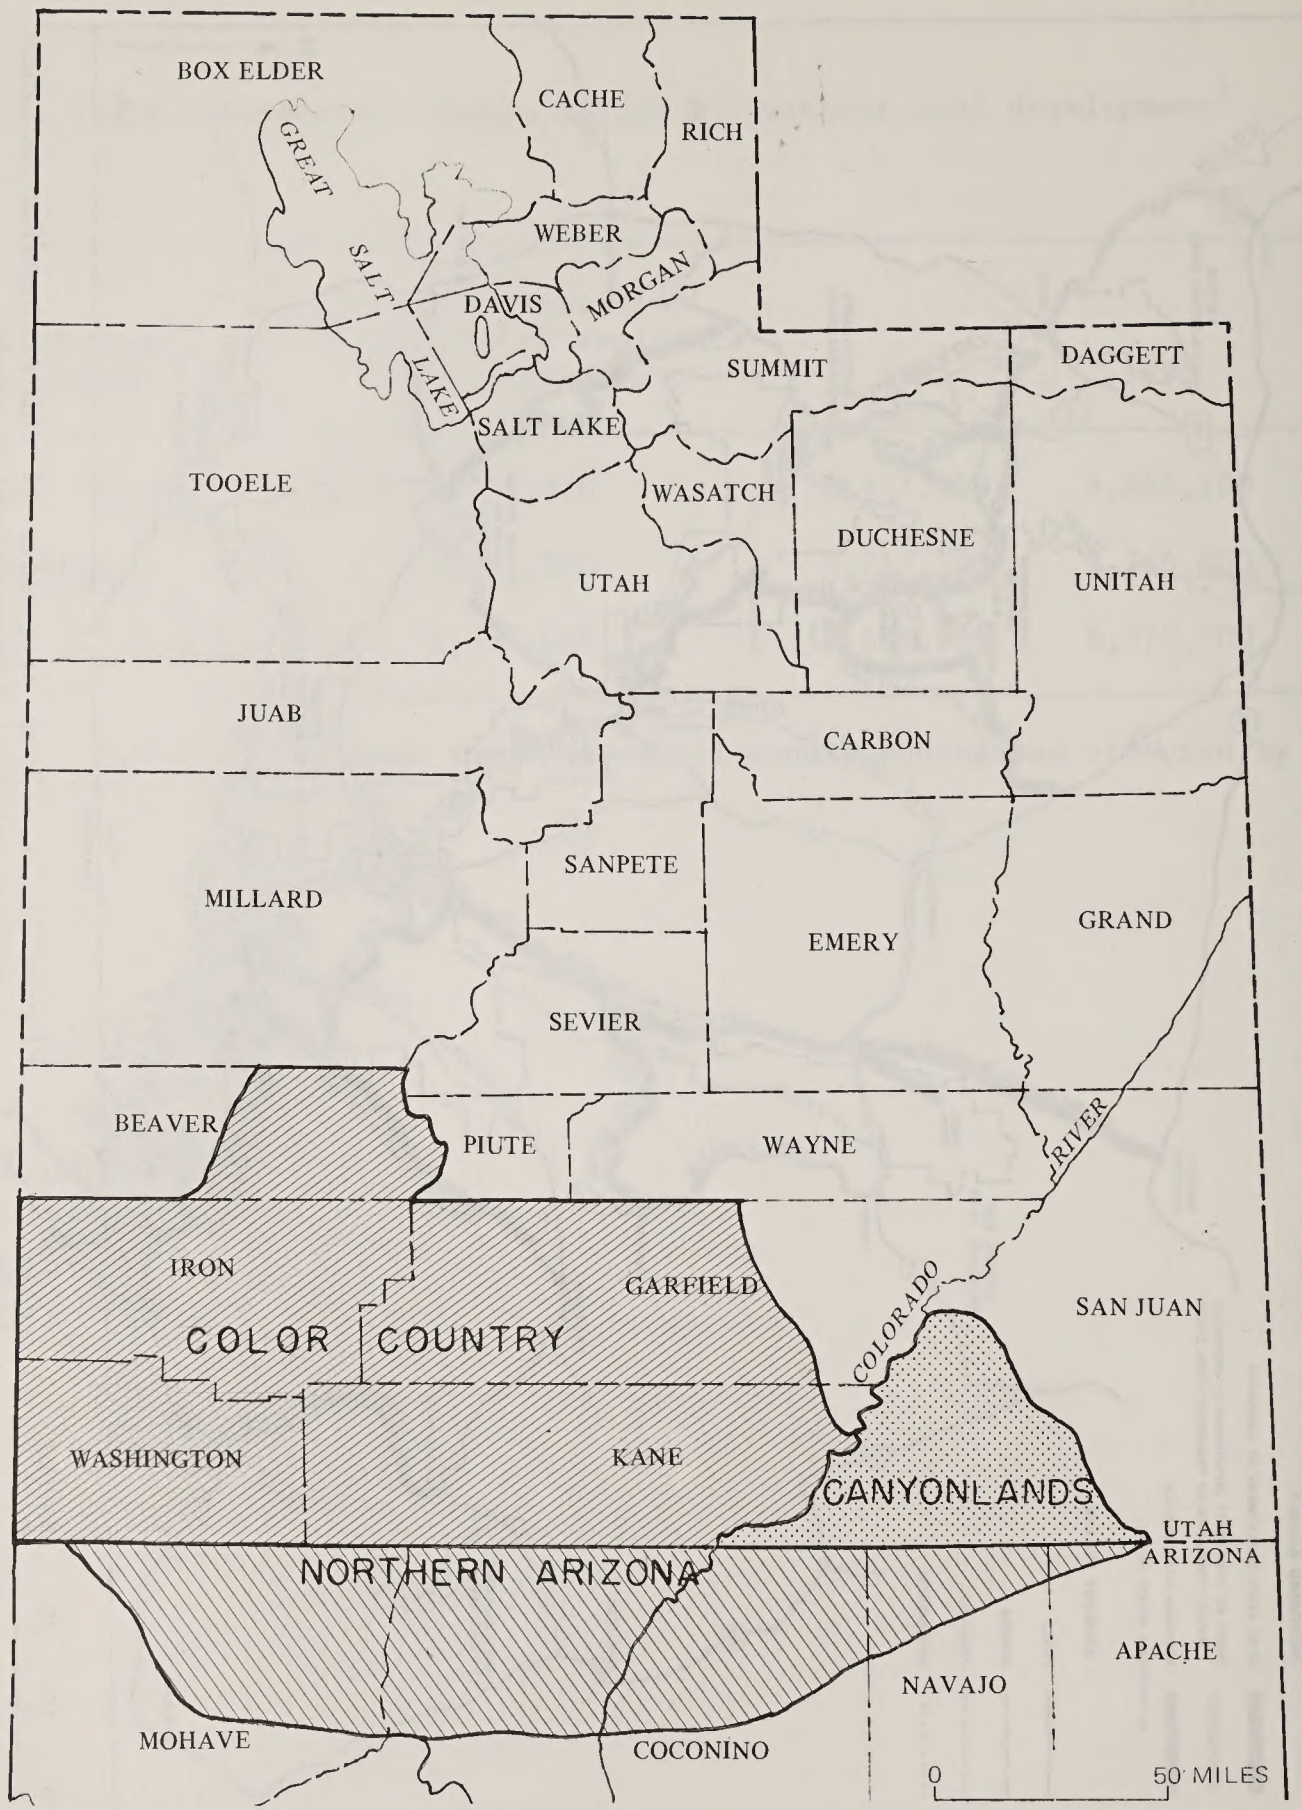 BOX ELDER
CACHE
RICH
GREAT
SALT
LAKE
WEBER
MORGAN
DAVIS
SUMMIT
DAGGETT
SALT LAKE
TOOELE
WASATCH
DUCHESNE
UTAH
UNITAH
JUAB
CARBON
SANPETE
MILLARD
EMERY
GRAND
SEVIER
BEAVER
PIUTE
WAYNE
RIVER
IRON
GARFIELD
COLORADO
SAN JUAN
COLOR COUNTRY
WASHINGTON
KANE
CANYONLANDS
UTAH
ARIZONA
NORTHERN ARIZONA
APACHE
NAVAJO
MOHAVE
COCONINO
0 50 MILES